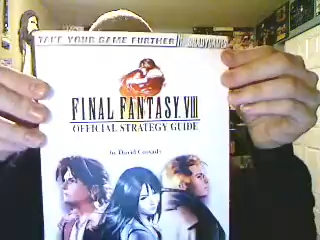 TAKE YOUR GAME FURTHER BRADYGAMES
FINAL FANTASY VIII
OFFICIAL STRATEGY GUIDE
by David Cassady